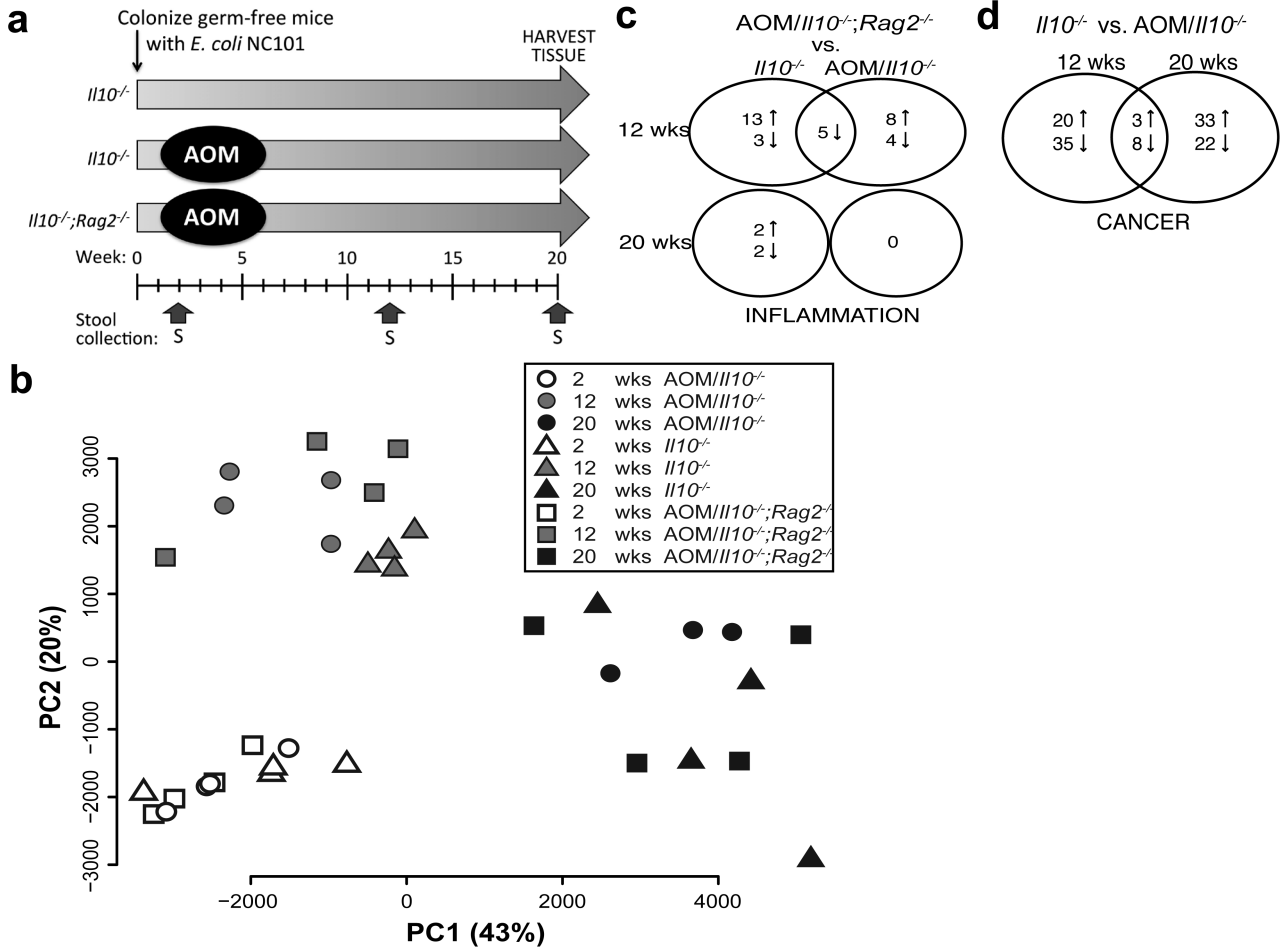 a
Colonize germ-free mice
with E. coli NC101
HARVEST
TISSUE
Il10-/-
Il10-/-
AOM
Il10-/-;Rag2-/-
AOM
Week: 0 5 10 15 20
Stool
collection: S S S
b
2 wks AOM/Il10-/-
12 wks AOM/Il10-/-
20 wks AOM/Il10-/-
2 wks Il10-/-
12 wks Il10-/-
20 wks Il10-/-
2 wks AOM/Il10-/-;Rag2-/-
12 wks AOM/Il10-/-;Rag2-/-
20 wks AOM/Il10-/-;Rag2-/-
3000
2000
1000
0
−1000
−2000
−3000
PC2 (20%)
−2000 0 2000 4000
PC1 (43%)
c
AOM/Il10-/-;Rag2-/-
vs.
Il10-/- AOM/Il10-/-
12 wks
13↑ 8↑
5↓
3↓ 4↓
20 wks
2↑
2↓
0
INFLAMMATION
d
Il10-/- vs. AOM/Il10-/-
12 wks 20 wks
20↑ 3↑ 33↑
35↓ 8↓ 22↓
CANCER